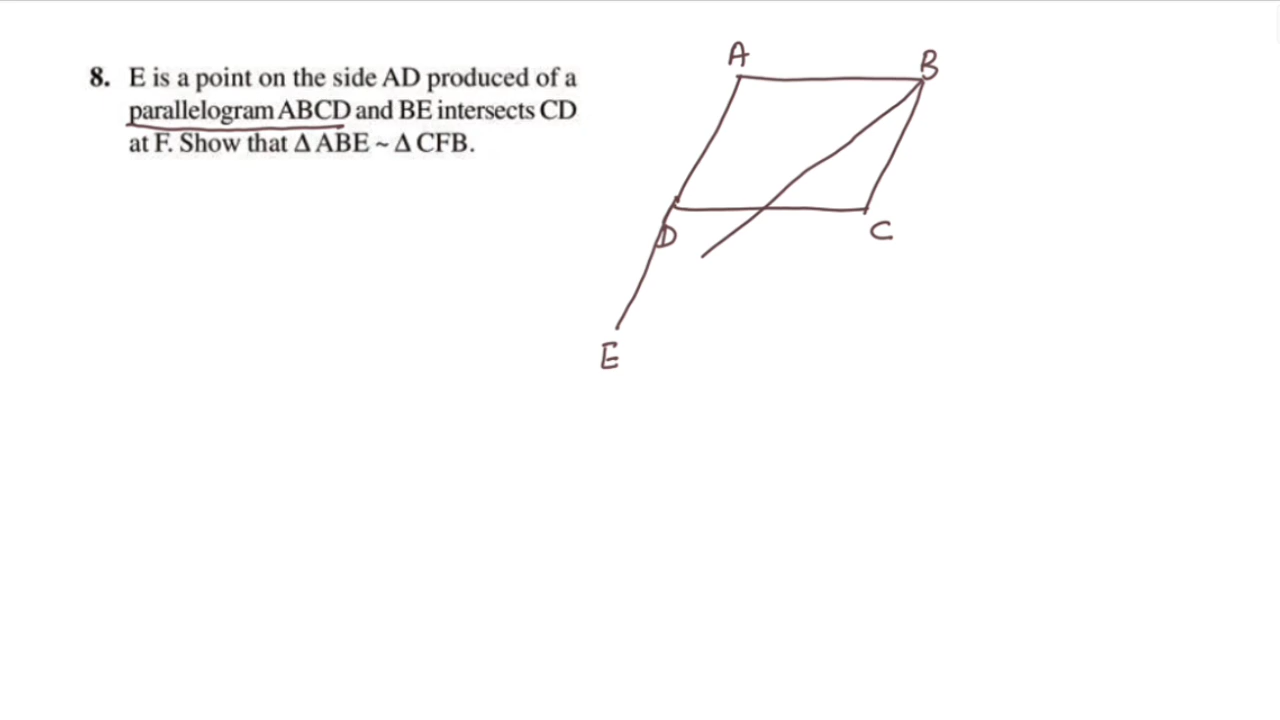 8. E is a point on the side AD produced of a
parallelogram ABCD and BE intersects CD
at F. Show that Δ ABE ~ Δ CFB.
A
B
D
C
E